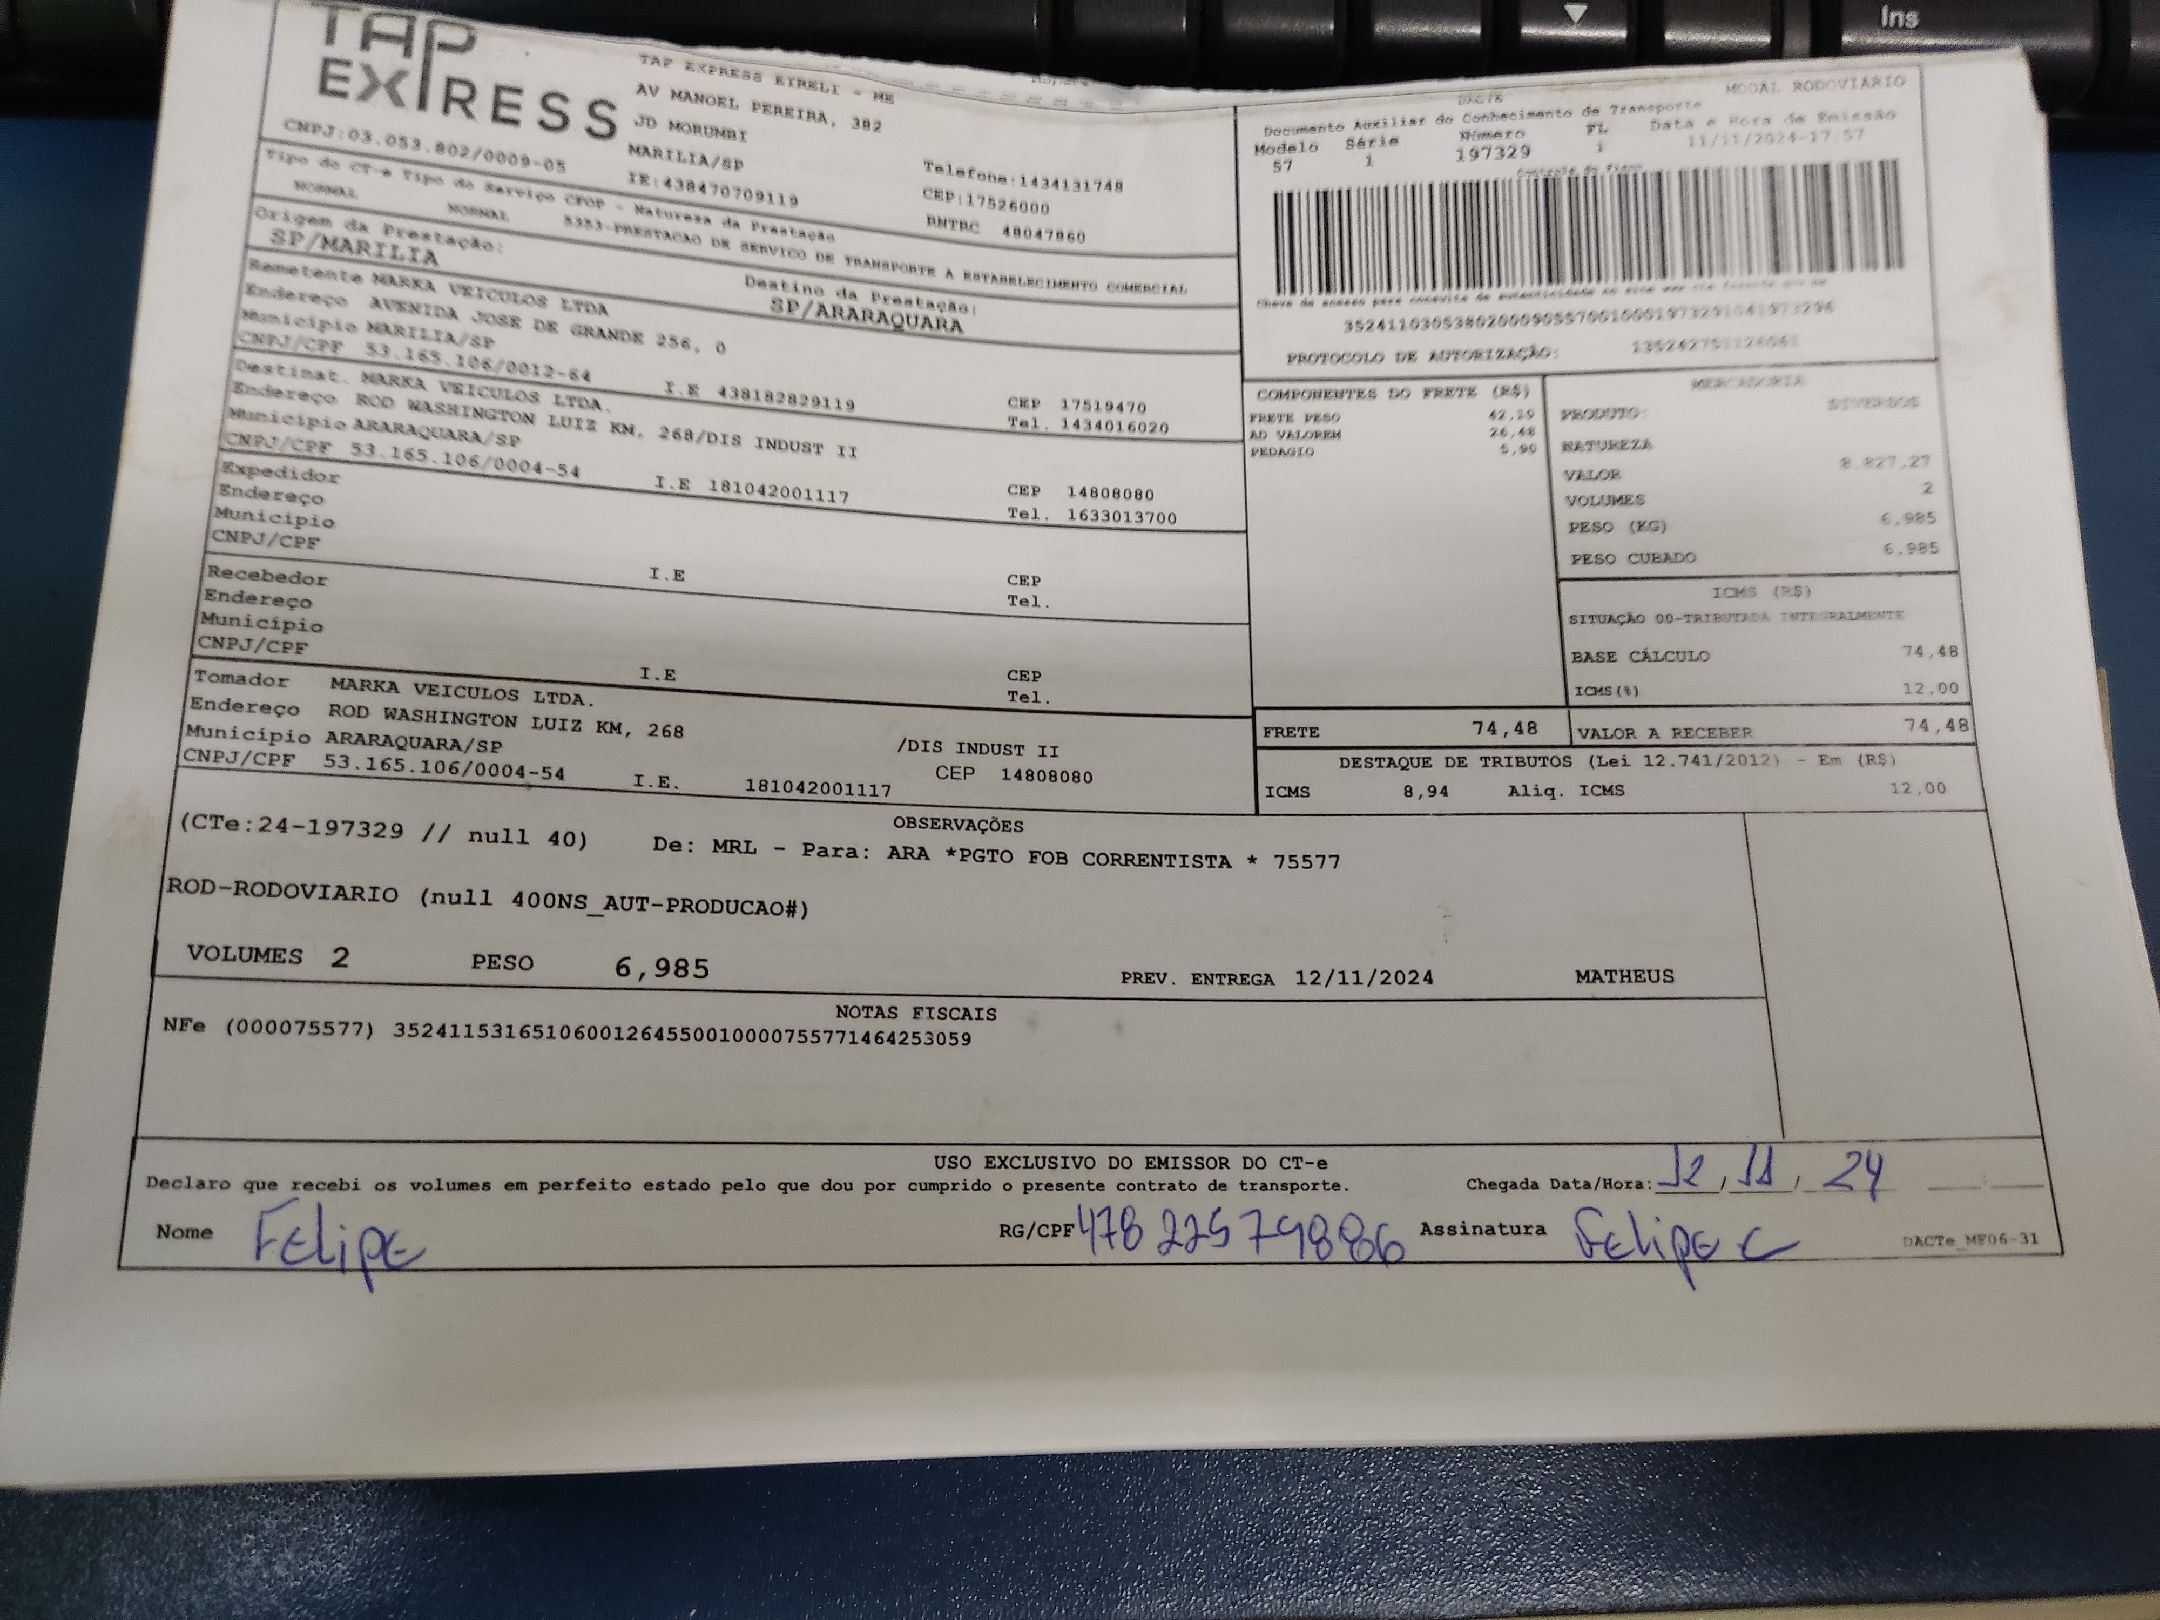 Ins
TAP
EXPRESS
CNPJ:03.053.802/0009-05
TAP EXPRESS EIRELI - ME
AV MANOEL PEREIRA, 382
JD MORUMBI
MARILIA/SP
IE:438470709119
Telefone:1434131748
CEP:17526000
RNTRC 48047860
DACTE
MODAL RODOVIARIO
Documento Auxiliar do Conhecimento de Transporte
Modelo Série Número FL Data e Hora de Emissão
57 1 197329 1 11/11/2024-17:57
Controle do Fisco
Tipo do CT-e Tipo do Serviço CFOP - Natureza da Prestação
NORMAL NORMAL 5353-PRESTACAO DE SERVICO DE TRANSPORTE A ESTABELECIMENTO COMERCIAL
Origem da Prestação:
SP/MARILIA
Destino da Prestação:
SP/ARARAQUARA
PROTOCOLO DE AUTORIZAÇÃO:
Remetente MARKA VEICULOS LTDA
Endereço AVENIDA JOSE DE GRANDE 256, 0
Município MARILIA/SP
CNPJ/CPF 53.165.106/0012-64 I.E 438182829119
CEP 17519470
Tel. 1434016020
Destinat. MARKA VEICULOS LTDA.
Endereço ROD WASHINGTON LUIZ KM, 268/DIS INDUST II
Município ARARAQUARA/SP
CNPJ/CPF 53.165.106/0004-54 I.E 181042001117
CEP 14808080
Tel. 1633013700
Expedidor
Endereço
Município
CNPJ/CPF I.E
CEP
Tel.
Recebedor
Endereço
Município
CNPJ/CPF I.E
CEP
Tel.
Tomador MARKA VEICULOS LTDA.
Endereço ROD WASHINGTON LUIZ KM, 268 /DIS INDUST II
Município ARARAQUARA/SP CEP 14808080
CNPJ/CPF 53.165.106/0004-54 I.E. 181042001117
COMPONENTES DO FRETE (R$)
FRETE PESO 42,10
AD VALOREM 26,48
PEDAGIO 5,90
MERCADORIA
PRODUTO: DIVERSOS
NATUREZA
VALOR 8.827,27
VOLUMES 2
PESO (KG) 6,985
PESO CUBADO 6,985
ICMS (R$)
SITUAÇÃO 00-TRIBUTADA INTEGRALMENTE
BASE CÁLCULO 74,48
ICMS(%) 12,00
FRETE 74,48 VALOR A RECEBER 74,48
DESTAQUE DE TRIBUTOS (Lei 12.741/2012) - Em (R$)
ICMS 8,94 Aliq. ICMS 12,00
OBSERVAÇÕES
(CTe:24-197329 // null 40) De: MRL - Para: ARA *PGTO FOB CORRENTISTA * 75577
ROD-RODOVIARIO (null 400NS_AUT-PRODUCAO#)
VOLUMES 2 PESO 6,985 PREV. ENTREGA 12/11/2024 MATHEUS
NOTAS FISCAIS
NFe (000075577) 35241153165106001264550010000755771464253059
USO EXCLUSIVO DO EMISSOR DO CT-e
Declaro que recebi os volumes em perfeito estado pelo que dou por cumprido o presente contrato de transporte. Chegada Data/Hora: 12/11/24
Nome Felipe RG/CPF 47822579886 Assinatura Felipe C
DACTe_MF06-31